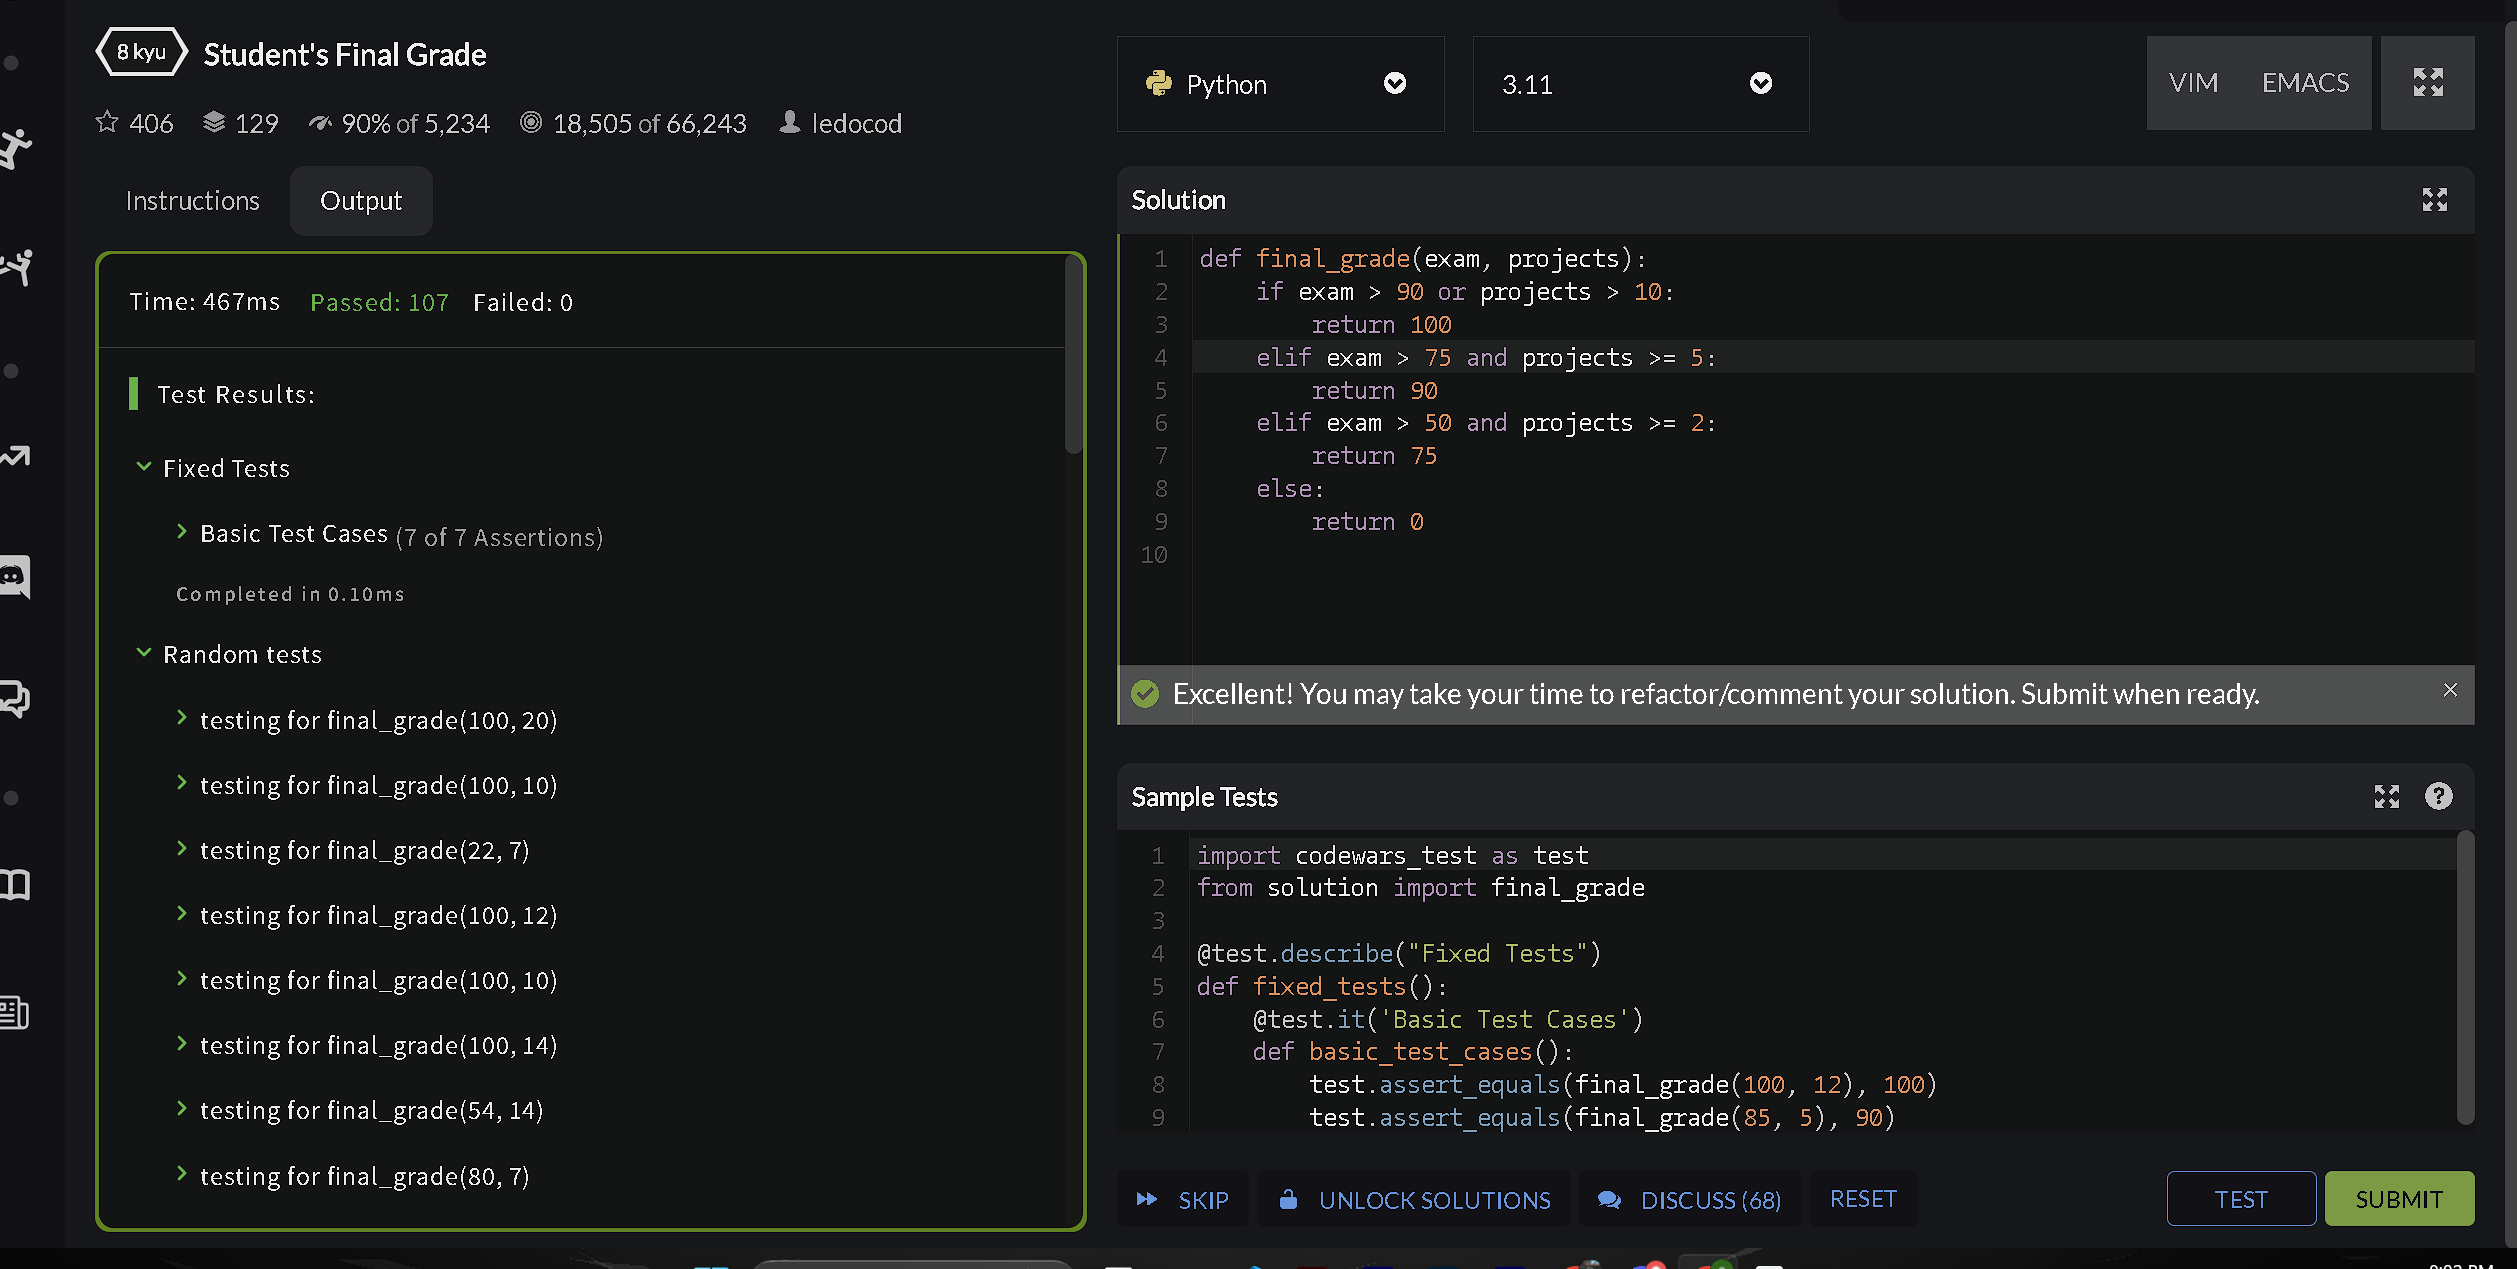 8 kyu Student's Final Grade
406 129 90% of 5,234 18,505 of 66,243 ledocod
Instructions Output
Time: 467ms Passed: 107 Failed: 0
Test Results:
Fixed Tests
Basic Test Cases (7 of 7 Assertions)
Completed in 0.10ms
Random tests
testing for final_grade(100, 20)
testing for final_grade(100, 10)
testing for final_grade(22, 7)
testing for final_grade(100, 12)
testing for final_grade(100, 10)
testing for final_grade(100, 14)
testing for final_grade(54, 14)
testing for final_grade(80, 7)
Python 3.11 VIM EMACS
Solution
1 def final_grade(exam, projects):
2 if exam > 90 or projects > 10:
3 return 100
4 elif exam > 75 and projects >= 5:
5 return 90
6 elif exam > 50 and projects >= 2:
7 return 75
8 else:
9 return 0
10
Excellent! You may take your time to refactor/comment your solution. Submit when ready.
Sample Tests
1 import codewars_test as test
2 from solution import final_grade
3
4 @test.describe("Fixed Tests")
5 def fixed_tests():
6 @test.it('Basic Test Cases')
7 def basic_test_cases():
8 test.assert_equals(final_grade(100, 12), 100)
9 test.assert_equals(final_grade(85, 5), 90)
SKIP UNLOCK SOLUTIONS DISCUSS (68) RESET TEST SUBMIT